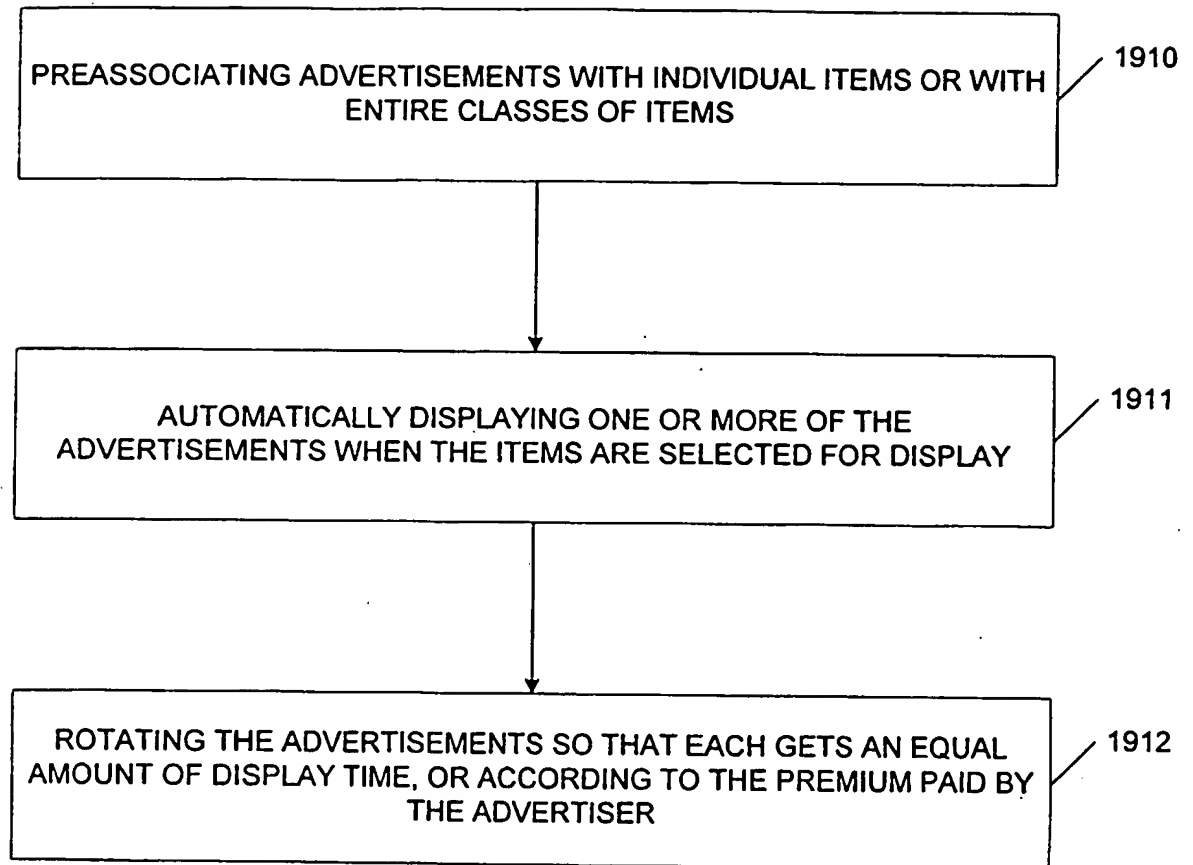 PREASSOCIATING ADVERTISEMENTS WITH INDIVIDUAL ITEMS OR WITH
ENTIRE CLASSES OF ITEMS
1910
AUTOMATICALLY DISPLAYING ONE OR MORE OF THE
ADVERTISEMENTS WHEN THE ITEMS ARE SELECTED FOR DISPLAY
1911
ROTATING THE ADVERTISEMENTS SO THAT EACH GETS AN EQUAL
AMOUNT OF DISPLAY TIME, OR ACCORDING TO THE PREMIUM PAID BY
THE ADVERTISER
1912